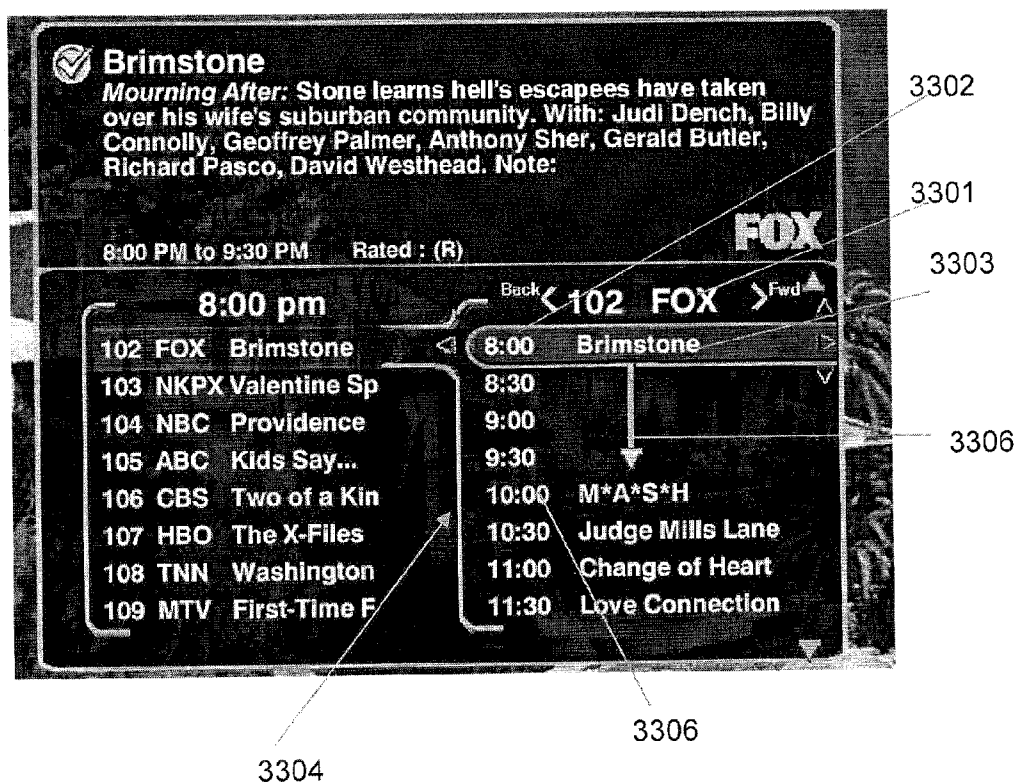 Brimstone
Mourning After: Stone learns hell's escapees have taken
over his wife's suburban community. With: Judi Dench, Billy
Connolly, Geoffrey Palmer, Anthony Sher, Gerald Butler,
Richard Pasco, David Westhead. Note:
FOX
8:00 PM to 9:30 PM Rated : (R)
8:00 pm
102 FOX Brimstone
103 NKPX Valentine Sp
104 NBC Providence
105 ABC Kids Say...
106 CBS Two of a Kin
107 HBO The X-Files
108 TNN Washington
109 MTV First-Time F
Back 102 FOX Fwd
8:00 Brimstone
8:30
9:00
9:30
10:00 M*A*S*H
10:30 Judge Mills Lane
11:00 Change of Heart
11:30 Love Connection
3302
3301
3303
3306
3306
3304